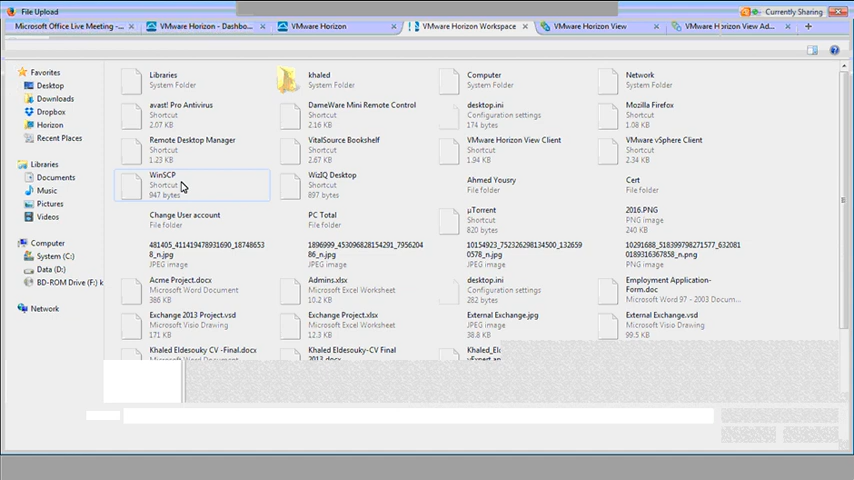 File Upload
Currently Sharing
Microsoft Office Live Meeting -...
VMware Horizon - Dashbo...
VMware Horizon
VMware Horizon Workspace
VMware Horizon View
VMware Horizon View Ad...
Favorites
Desktop
Downloads
Dropbox
Horizon
Recent Places
Libraries
Documents
Music
Pictures
Videos
Computer
System (C:)
Data (D:)
BD-ROM Drive (F:) k
Network
Libraries
System Folder
khaled
System Folder
Computer
System Folder
Network
System Folder
avast! Pro Antivirus
Shortcut
2.07 KB
DameWare Mini Remote Control
Shortcut
2.16 KB
desktop.ini
Configuration settings
174 bytes
Mozilla Firefox
Shortcut
1.08 KB
Remote Desktop Manager
Shortcut
1.23 KB
VitalSource Bookshelf
Shortcut
2.67 KB
VMware Horizon View Client
Shortcut
1.94 KB
VMware vSphere Client
Shortcut
2.34 KB
WinSCP
Shortcut
947 bytes
WizIQ Desktop
Shortcut
897 bytes
Ahmed Yousry
File folder
Cert
File folder
Change User account
File folder
PC Total
File folder
µTorrent
Shortcut
820 bytes
2016.PNG
PNG image
240 KB
481405_411419478931690_18748653
8_n.jpg
JPEG image
1896999_453096828154291_7956204
86_n.jpg
JPEG image
10154923_752326298134500_132659
0578_n.jpg
JPEG image
10291688_518399798271577_632081
0189316367858_n.png
PNG image
Acme Project.docx
Microsoft Word Document
386 KB
Admins.xlsx
Microsoft Excel Worksheet
10.2 KB
desktop.ini
Configuration settings
282 bytes
Employment Application-
Form.doc
Microsoft Word 97 - 2003 Docum...
Exchange 2013 Project.vsd
Microsoft Visio Drawing
171 KB
Exchange Project.xlsx
Microsoft Excel Worksheet
12.3 KB
External Exchange.jpg
JPEG image
38.8 KB
External Exchange.vsd
Microsoft Visio Drawing
99.5 KB
Khaled Eldesouky CV -Final.docx
Khaled Eldesouky-CV Final